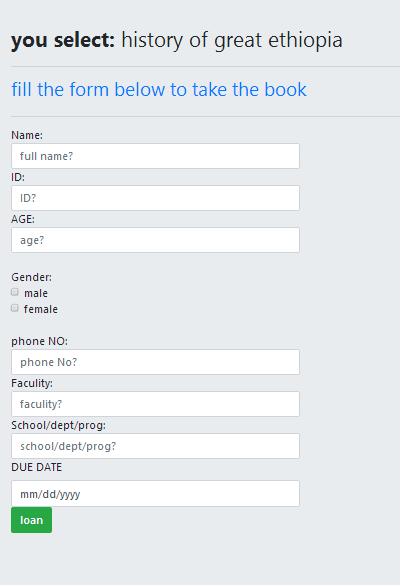 you select: history of great ethiopia
fill the form below to take the book
Name:
full name?
ID:
ID?
AGE:
age?
Gender:
male
female
phone NO:
phone No?
Faculity:
faculity?
School/dept/prog:
school/dept/prog?
DUE DATE
mm/dd/yyyy
loan